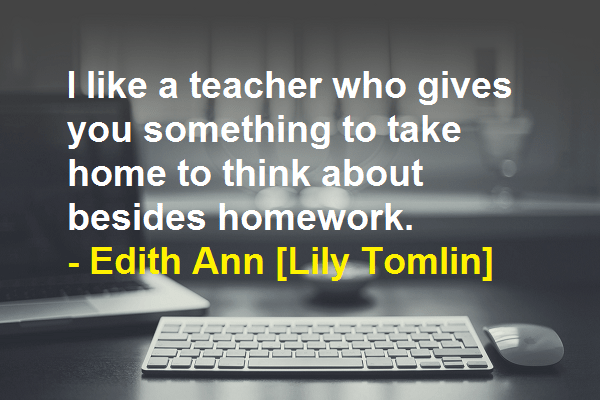 I like a teacher who gives
you something to take
home to think about
besides homework.
- Edith Ann [Lily Tomlin]